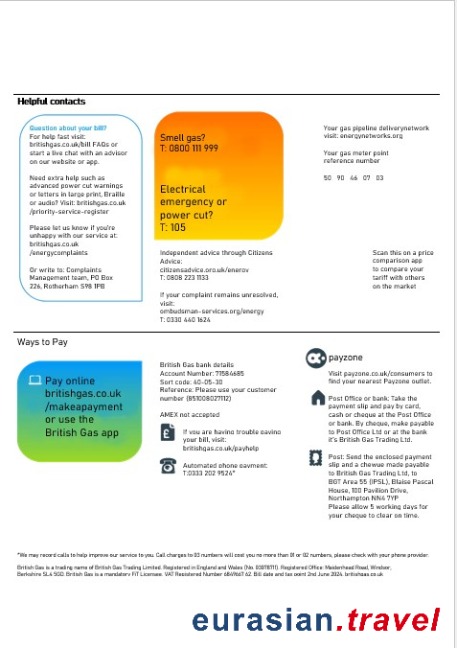 Helpful contacts
Question about your bill?
For help fast visit:
britishgas.co.uk/bill FAQs or
start a live chat with an advisor
on our website or app.
Need extra help such as
advanced power cut warnings
or letters in large print, Braille
or audio? Visit: britishgas.co.uk
/priority-service-register
Please let us know if you're
unhappy with our service at:
britishgas.co.uk
/energycomplaints
Or write to: Complaints
Management team, PO Box
226, Rotherham S98 1PB
Smell gas?
T: 0800 111 999
Electrical
emergency or
power cut?
T: 105
Independent advice through Citizens
Advice:
citizensadvice.org.uk/energy
T: 0808 223 1133
If your complaint remains unresolved,
visit:
ombudsman-services.org/energy
T: 0330 440 1624
Your gas pipeline deliverynetwork
visit: energynetworks.org
Your gas meter point
reference number
50 90 46 07 03
Scan this on a price
comparison app
to compare your
tariff with others
on the market
Ways to Pay
Pay online
britishgas.co.uk
/makeapayment
or use the
British Gas app
British Gas bank details
Account Number: 71584685
Sort code: 40-05-30
Reference: Please use your customer
number (851008027112)
AMEX not accepted
If you are having trouble paying
your bill, visit:
britishgas.co.uk/payhelp
Automated phone payment:
T:0333 202 9524*
payzone
Visit payzone.co.uk/consumers to
find your nearest Payzone outlet.
Post Office or bank: Take the
payment slip and pay by card,
cash or cheque at the Post Office
or bank. By cheque, make payable
to Post Office Ltd or at the bank
it's British Gas Trading Ltd.
Post: Send the enclosed payment
slip and a chewue made payable
to British Gas Trading Ltd, to
BGT Area 55 (IPSL), Blaise Pascal
House, 100 Pavilion Drive,
Northampton NN4 7YP
Please allow 5 working days for
your cheque to clear on time.
*We may record calls to help improve our service to you. Call charges to 03 numbers will cost you no more than 01 or 02 numbers, please check with your phone provider.
British Gas is a trading name of British Gas Trading Limited. Registered in England and Wales (No. 03078711). Registered Office: Maidenhead Road, Windsor,
Berkshire SL4 5GD. British Gas is a mandatory FiT Licensee. VAT Registered Number 684966762. Bill date and tax point 2nd June 2024. britishgas.co.uk
eurasian.travel